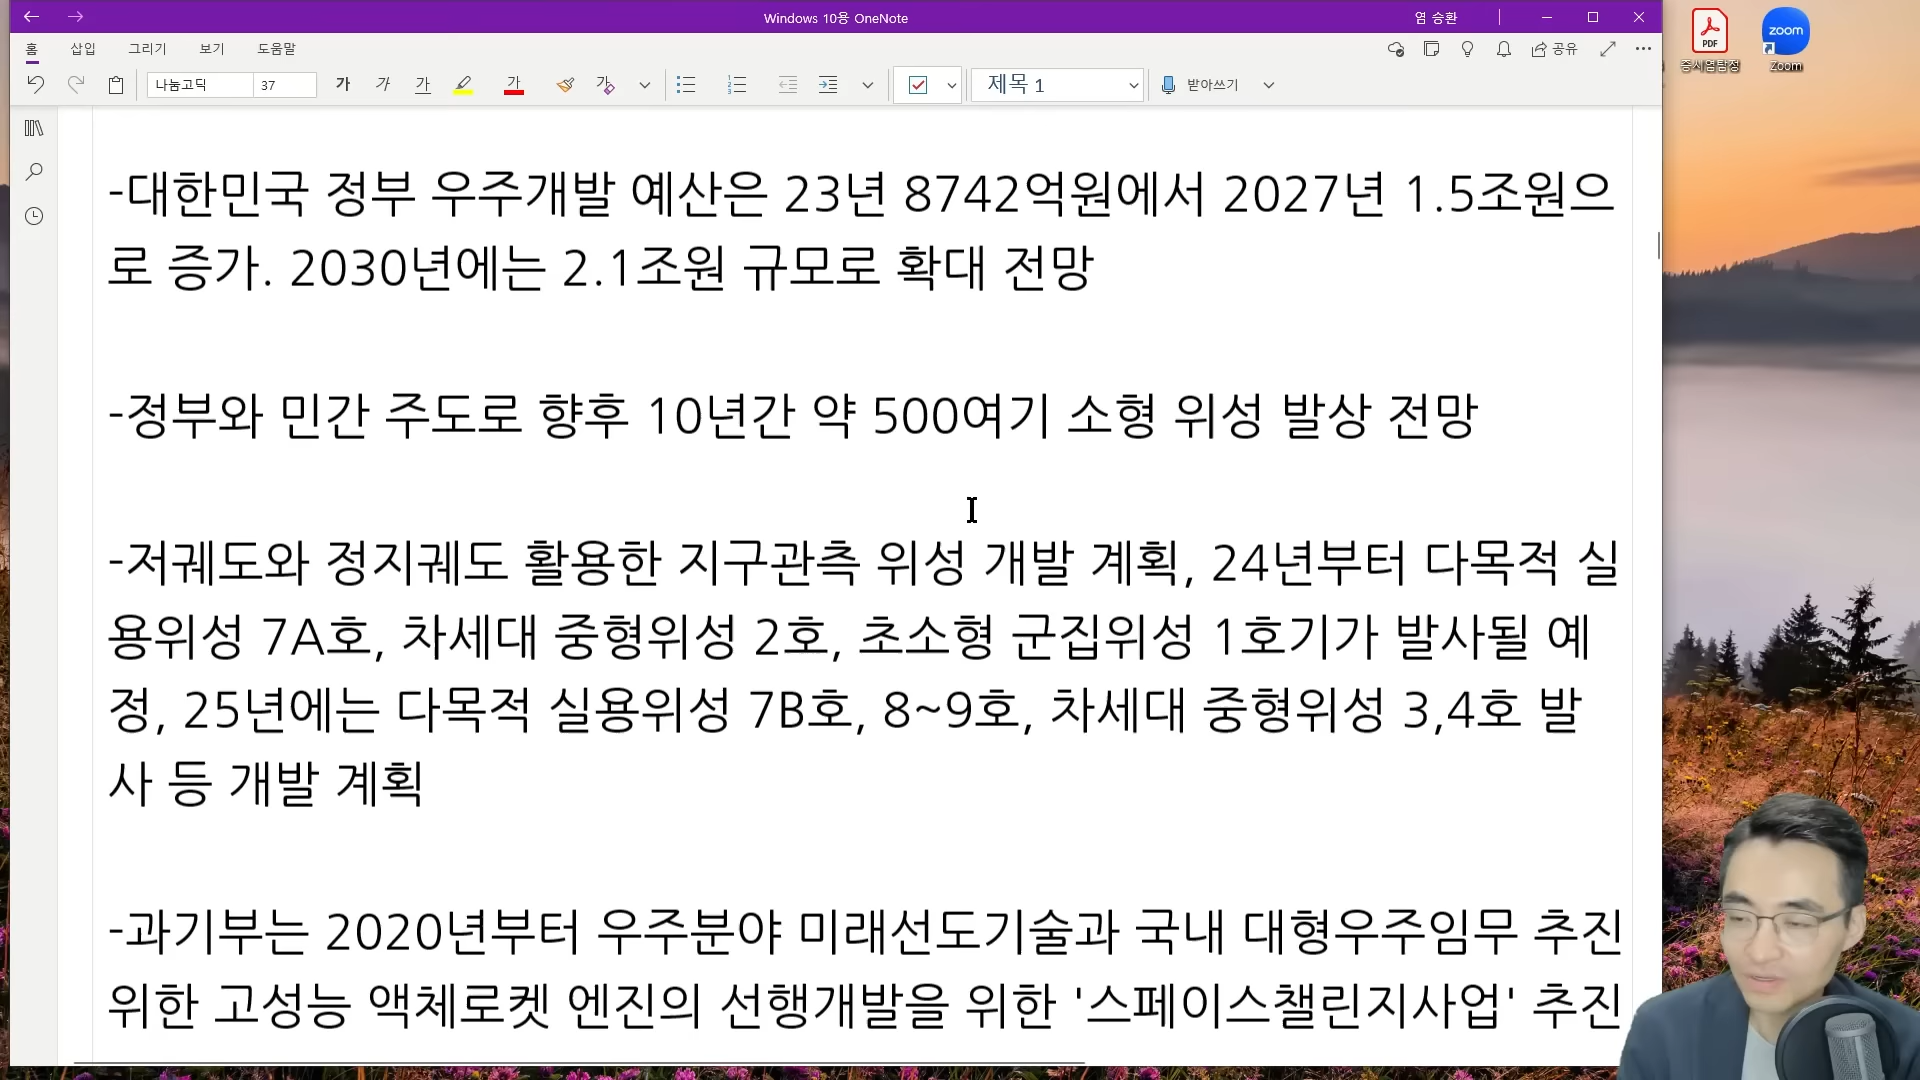 Windows 10용 OneNote
염 승환
홈 삽입 그리기 보기 도움말
공유
나눔고딕 37 가 가 가 가 가 제목 1 받아쓰기
-대한민국 정부 우주개발 예산은 23년 8742억원에서 2027년 1.5조원으
로 증가. 2030년에는 2.1조원 규모로 확대 전망
-정부와 민간 주도로 향후 10년간 약 500여기 소형 위성 발상 전망
-저궤도와 정지궤도 활용한 지구관측 위성 개발 계획, 24년부터 다목적 실
용위성 7A호, 차세대 중형위성 2호, 초소형 군집위성 1호기가 발사될 예
정, 25년에는 다목적 실용위성 7B호, 8~9호, 차세대 중형위성 3,4호 발
사 등 개발 계획
-과기부는 2020년부터 우주분야 미래선도기술과 국내 대형우주임무 추진
위한 고성능 액체로켓 엔진의 선행개발을 위한 '스페이스챌린지사업' 추진
PDF
증시염탐정
zoom
Zoom